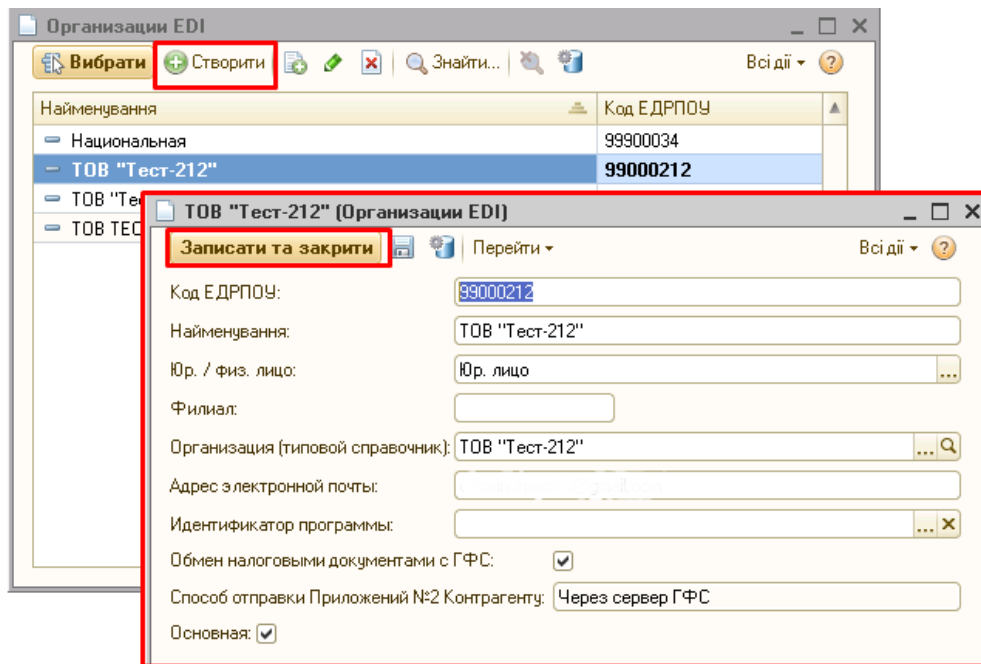 Организации EDI
Вибрати Створити Знайти... Всі дії
Найменування Код ЕДРПОУ
Национальная 99900034
ТОВ "Тест-212" 99000212
ТОВ
ТОВ
ТОВ "Тест-212" (Организации EDI)
Записати та закрити Перейти Всі дії
Код ЕДРПОУ: 99000212
Найменування: ТОВ "Тест-212"
Юр. / физ. лицо: Юр. лицо ...
Филиал:
Организация (типовой справочник): ТОВ "Тест-212" ...
Адрес электронной почты:
Идентификатор программы: ...
Обмен налоговыми документами с ГФС:
Способ отправки Приложений №2 Контрагенту: Через сервер ГФС
Основная: